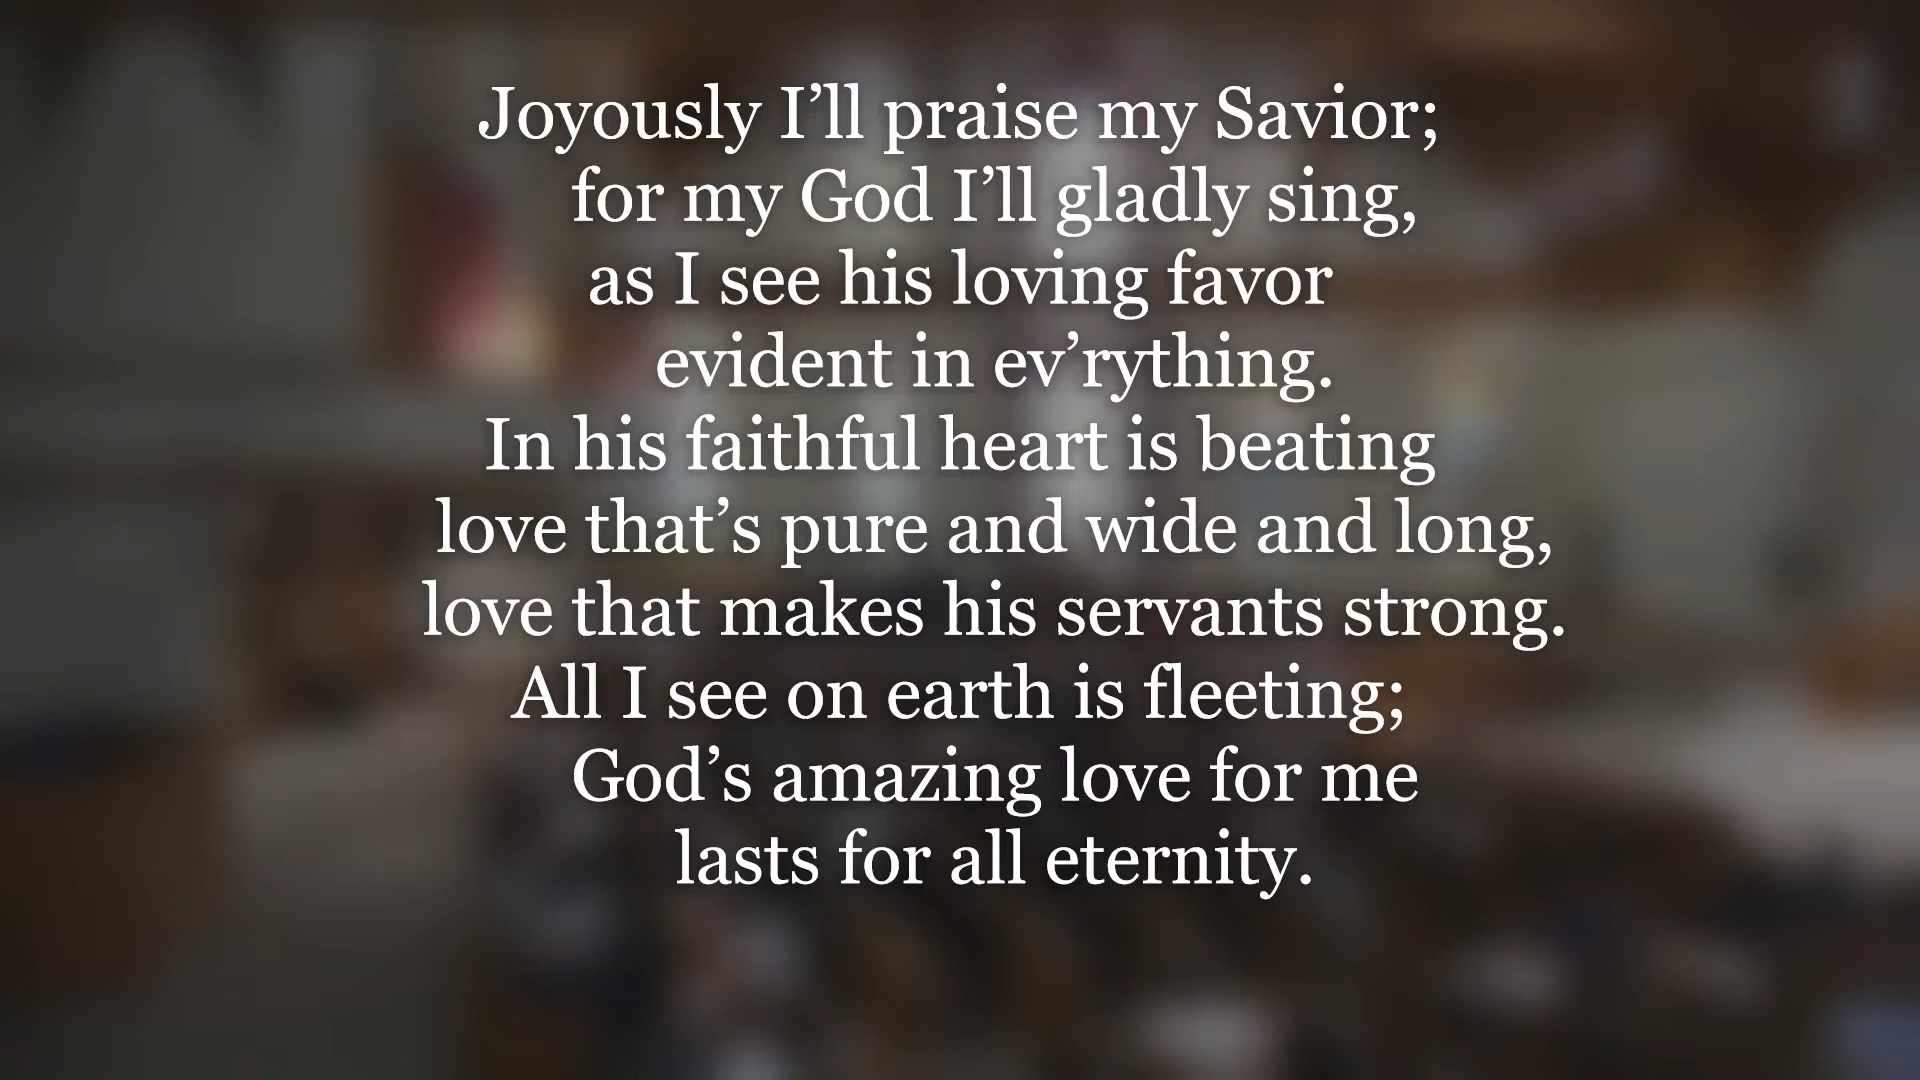 Joyously I’ll praise my Savior;
for my God I’ll gladly sing,
as I see his loving favor
evident in ev’rything.
In his faithful heart is beating
love that’s pure and wide and long,
love that makes his servants strong.
All I see on earth is fleeting;
God’s amazing love for me
lasts for all eternity.